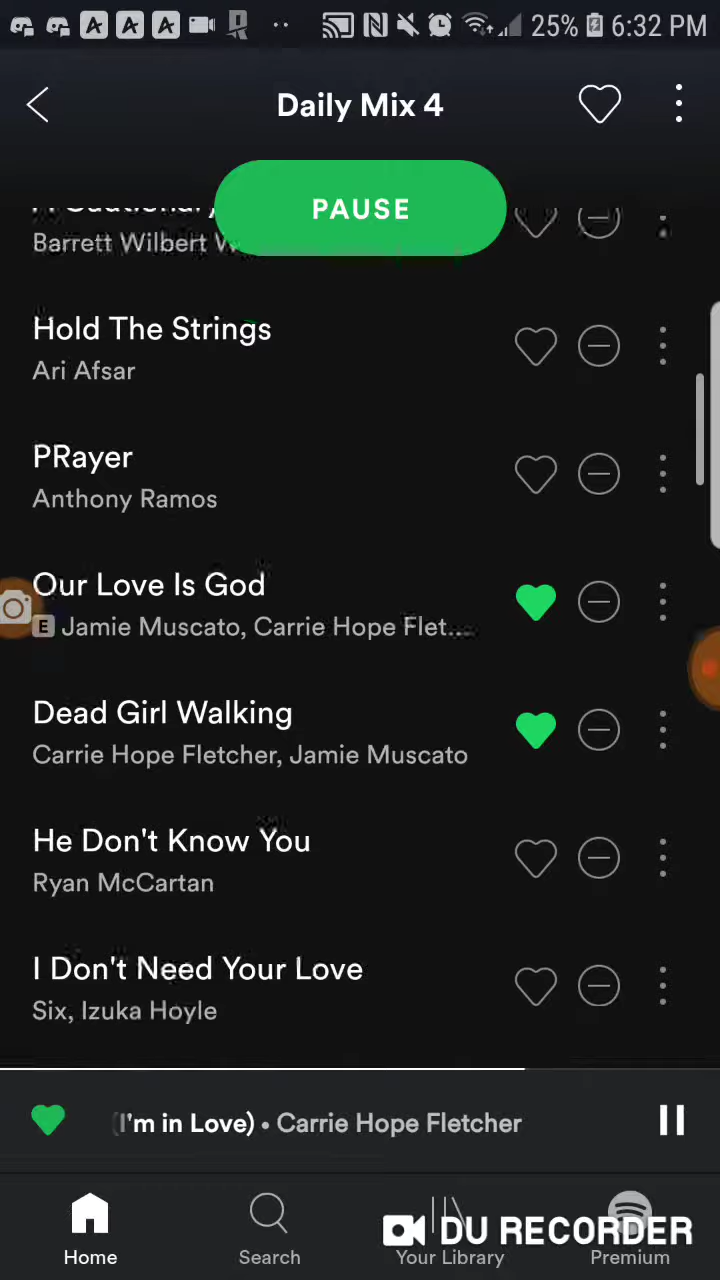 25% 6:32 PM
Daily Mix 4
PAUSE
Barrett Wilbert
Hold The Strings
Ari Afsar
PRayer
Anthony Ramos
Our Love Is God
E Jamie Muscato, Carrie Hope Flet...
Dead Girl Walking
Carrie Hope Fletcher, Jamie Muscato
He Don't Know You
Ryan McCartan
I Don't Need Your Love
Six, Izuka Hoyle
(I'm in Love) • Carrie Hope Fletcher
DU RECORDER
Home Search Your Library Premium